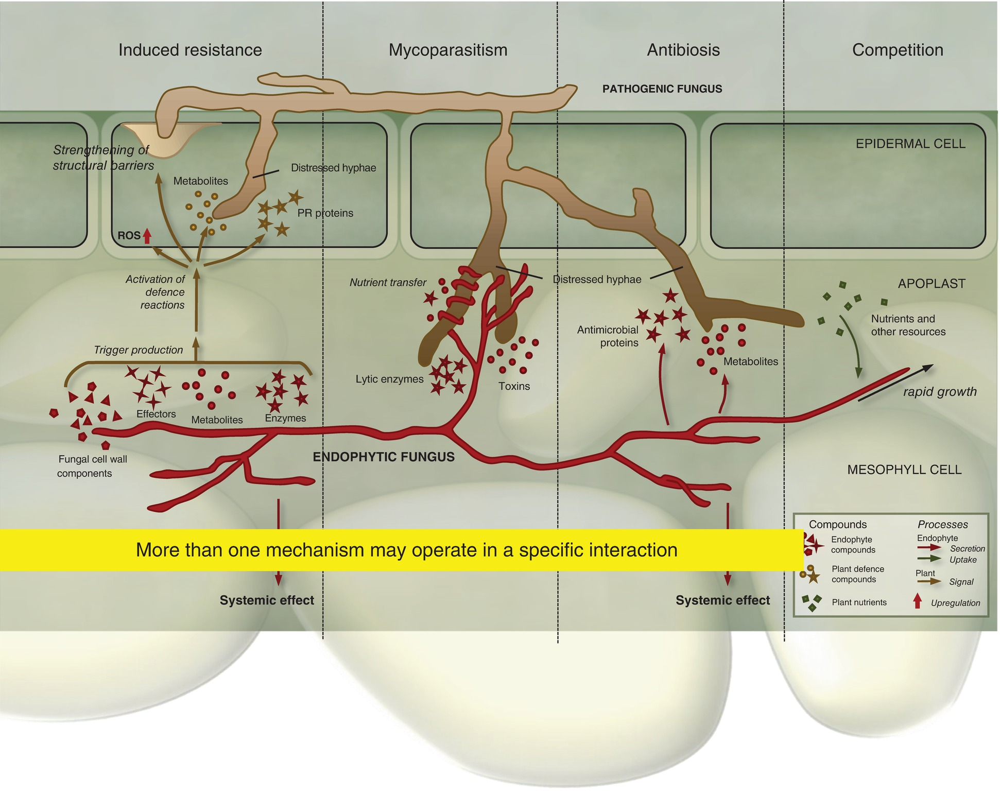 Induced resistance
Mycoparasitism
Antibiosis
Competition
PATHOGENIC FUNGUS
EPIDERMAL CELL
Strengthening of
structural barriers
Distressed hyphae
Metabolites
PR proteins
ROS
Activation of
defence
reactions
Nutrient transfer
Distressed hyphae
APOPLAST
Nutrients and
other resources
Antimicrobial
proteins
Trigger production
Metabolites
Lytic enzymes
Toxins
rapid growth
Effectors
Metabolites
Enzymes
Fungal cell wall
components
ENDOPHYTIC FUNGUS
MESOPHYLL CELL
More than one mechanism may operate in a specific interaction
Systemic effect
Systemic effect
Compounds
Endophyte
compounds
Plant defence
compounds
Plant nutrients
Processes
Endophyte
Secretion
Uptake
Plant
Signal
Upregulation